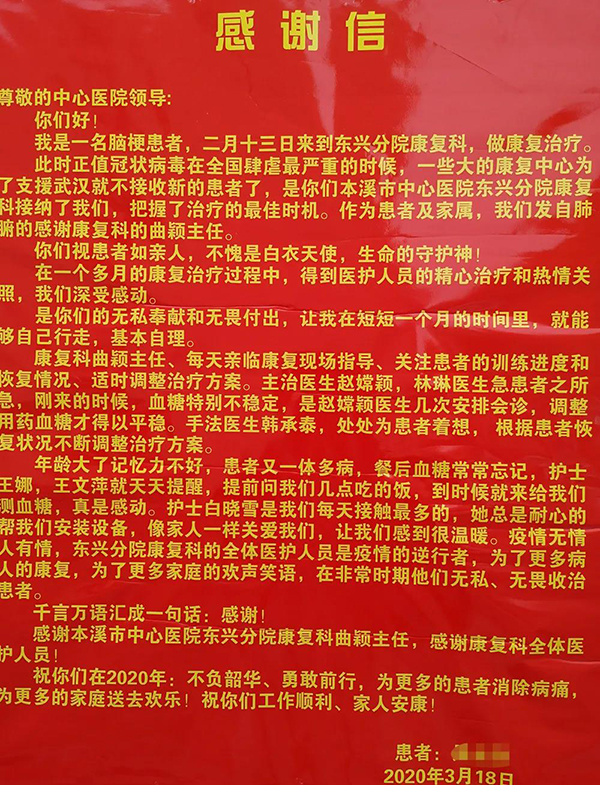 感谢信
尊敬的中心医院领导:
你们好!
我是一名脑梗患者，二月十三日来到东兴分院康复科，做康复治疗。
此时正值冠状病毒在全国肆虐最严重的时候，一些大的康复中心为
了支援武汉就不接收新的患者了，是你们本溪市中心医院东兴分院康复
科接纳了我们，把握了治疗的最佳时机。作为患者及家属，我们发自肺
腑的感谢康复科的曲颖主任。
你们视患者如亲人，不愧是白衣天使，生命的守护神!
在一个多月的康复治疗过程中，得到医护人员的精心治疗和热情关
照，我们深受感动。
是你们的无私奉献和无畏付出，让我在短短一个月的时间里，就能
够自己行走，基本自理。
康复科曲颖主任、每天亲临康复现场指导、关注患者的训练进度和
恢复情况、适时调整治疗方案。主治医生赵嫦颖，林琳医生急患者之所
急，刚来的时候，血糖特别不稳定，是赵嫦颖医生几次安排会诊，调整
用药血糖才得以平稳。手法医生韩承泰，处处为患者着想，根据患者恢
复状况不断调整治疗方案。
年龄大了记忆力不好，患者又一体多病，餐后血糖常常忘记，护士
王娜，王文萍就天天提醒，提前问我们几点吃的饭，到时候就来给我们
测血糖，真是感动。护士白晓雪是我们每天接触最多的，她总是耐心的
帮我们安装设备，像家人一样关爱我们，让我们感到很温暖。疫情无情
人有情，东兴分院康复科的全体医护人员是疫情的逆行者，为了更多病
人的康复，为了更多家庭的欢声笑语，在非常时期他们无私、无畏收治
患者。
千言万语汇成一句话：感谢!
感谢本溪市中心医院东兴分院康复科曲颖主任，感谢康复科全体医
护人员!
祝你们在2020年：不负韶华、勇敢前行，为更多的患者消除病痛，
为更多的家庭送去欢乐! 祝你们工作顺利、家人安康!
患者:
2020年3月18日